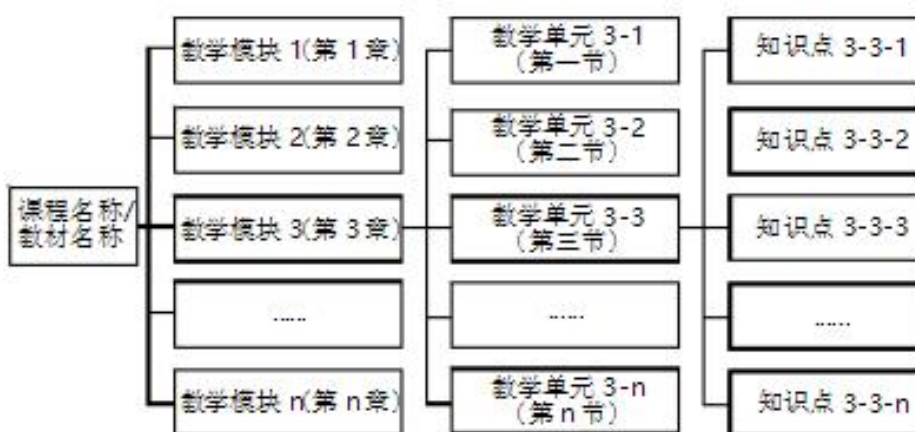 课程名称/
教材名称
教学模块 1(第 1 章)
教学模块 2(第 2 章)
教学模块 3(第 3 章)
……
教学模块 n(第 n 章)
教学单元 3-1
(第一节)
教学单元 3-2
(第二节)
教学单元 3-3
(第三节)
……
教学单元 3-n
(第 n 节)
知识点 3-3-1
知识点 3-3-2
知识点 3-3-3
……
知识点 3-3-n